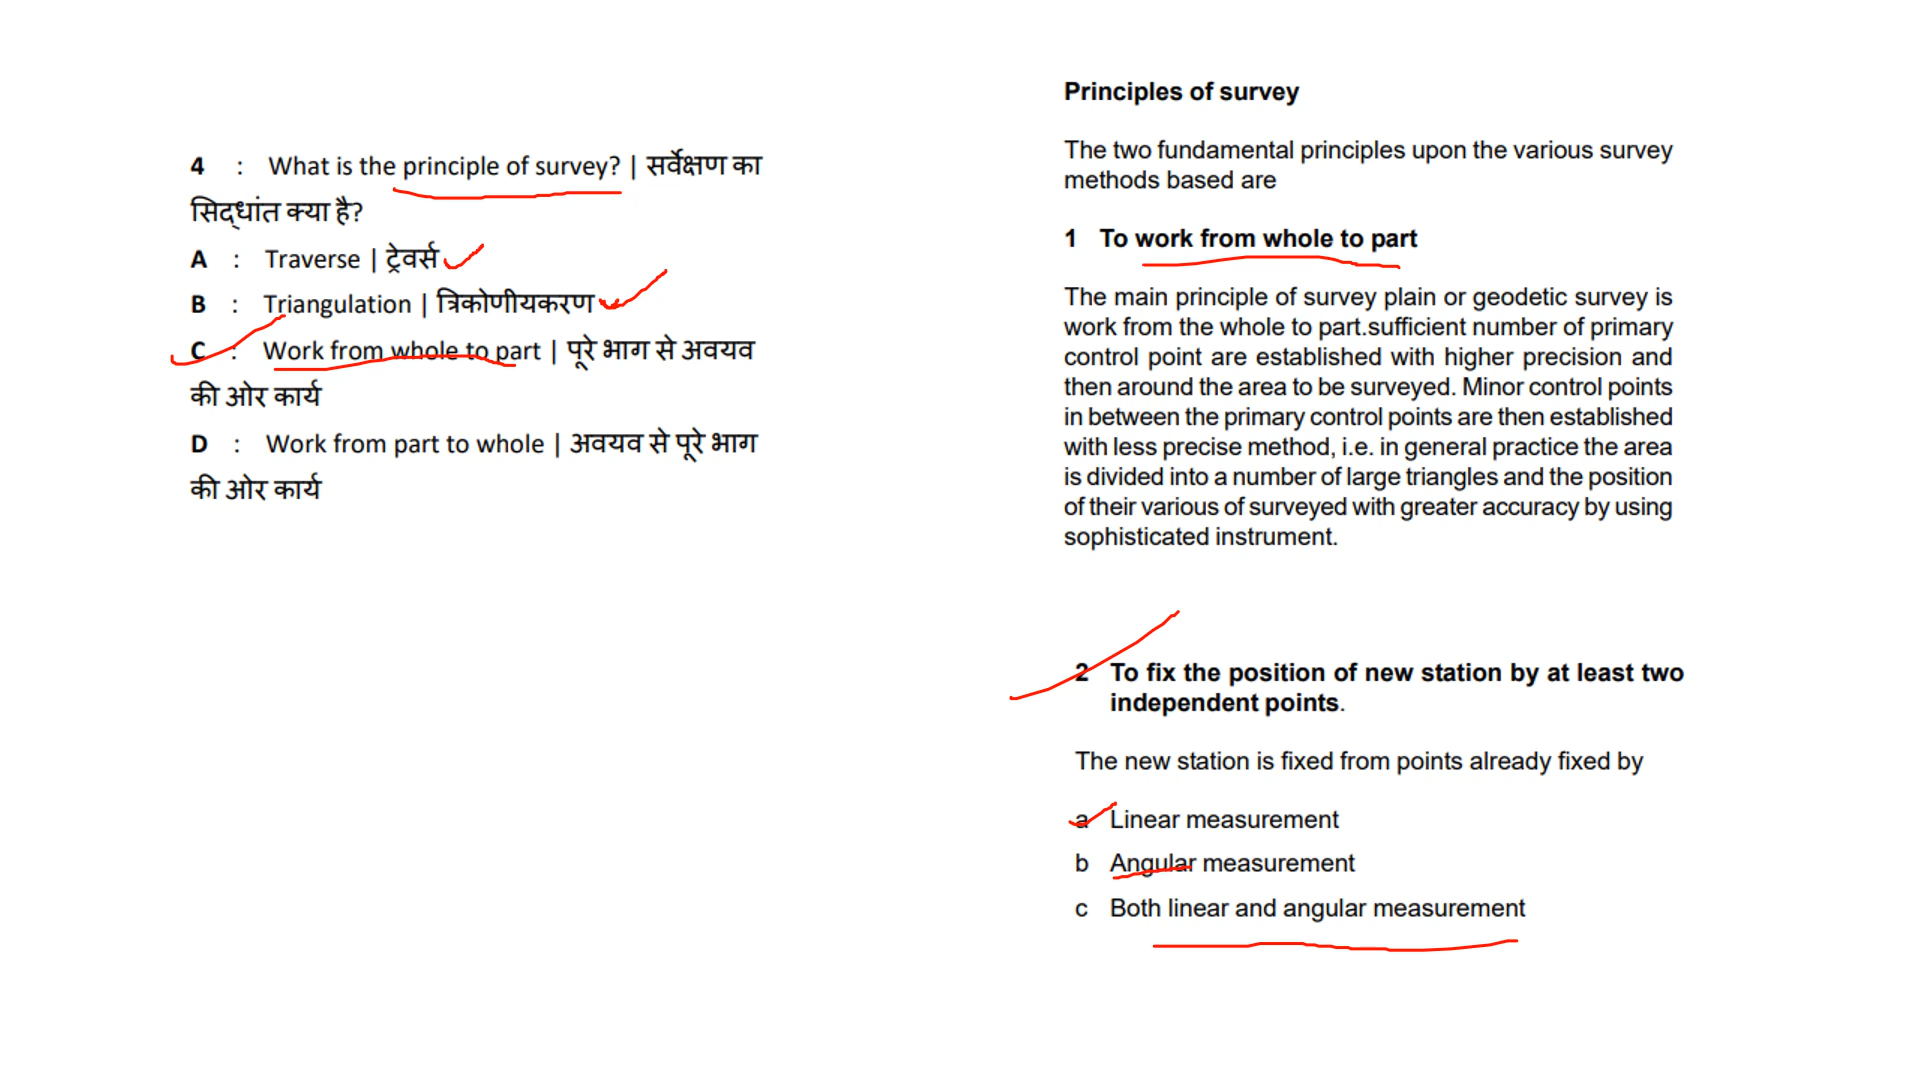 4 : What is the principle of survey? | सर्वेक्षण का
सिद्धांत क्या है?
A : Traverse | ट्रेवर्स
B : Triangulation | त्रिकोणीयकरण
C : Work from whole to part | पूरे भाग से अवयव
की ओर कार्य
D : Work from part to whole | अवयव से पूरे भाग
की ओर कार्य
Principles of survey
The two fundamental principles upon the various survey
methods based are
1 To work from whole to part
The main principle of survey plain or geodetic survey is
work from the whole to part.sufficient number of primary
control point are established with higher precision and
then around the area to be surveyed. Minor control points
in between the primary control points are then established
with less precise method, i.e. in general practice the area
is divided into a number of large triangles and the position
of their various of surveyed with greater accuracy by using
sophisticated instrument.
2 To fix the position of new station by at least two
independent points.
The new station is fixed from points already fixed by
a Linear measurement
b Angular measurement
c Both linear and angular measurement